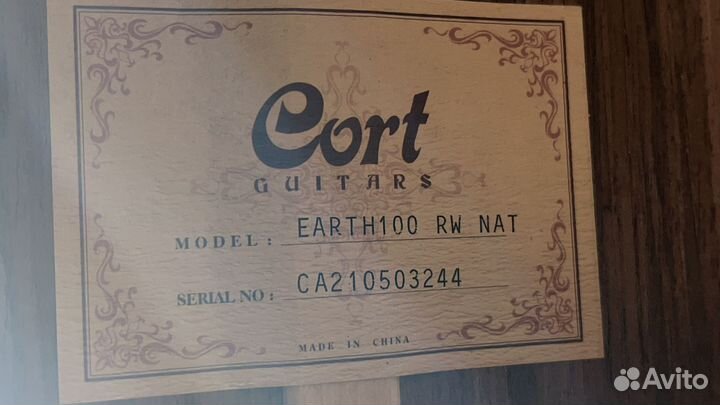 Cort
GUITARS
MODEL: EARTH100 RW NAT
SERIAL NO: CA210503244
MADE IN CHINA
Avito